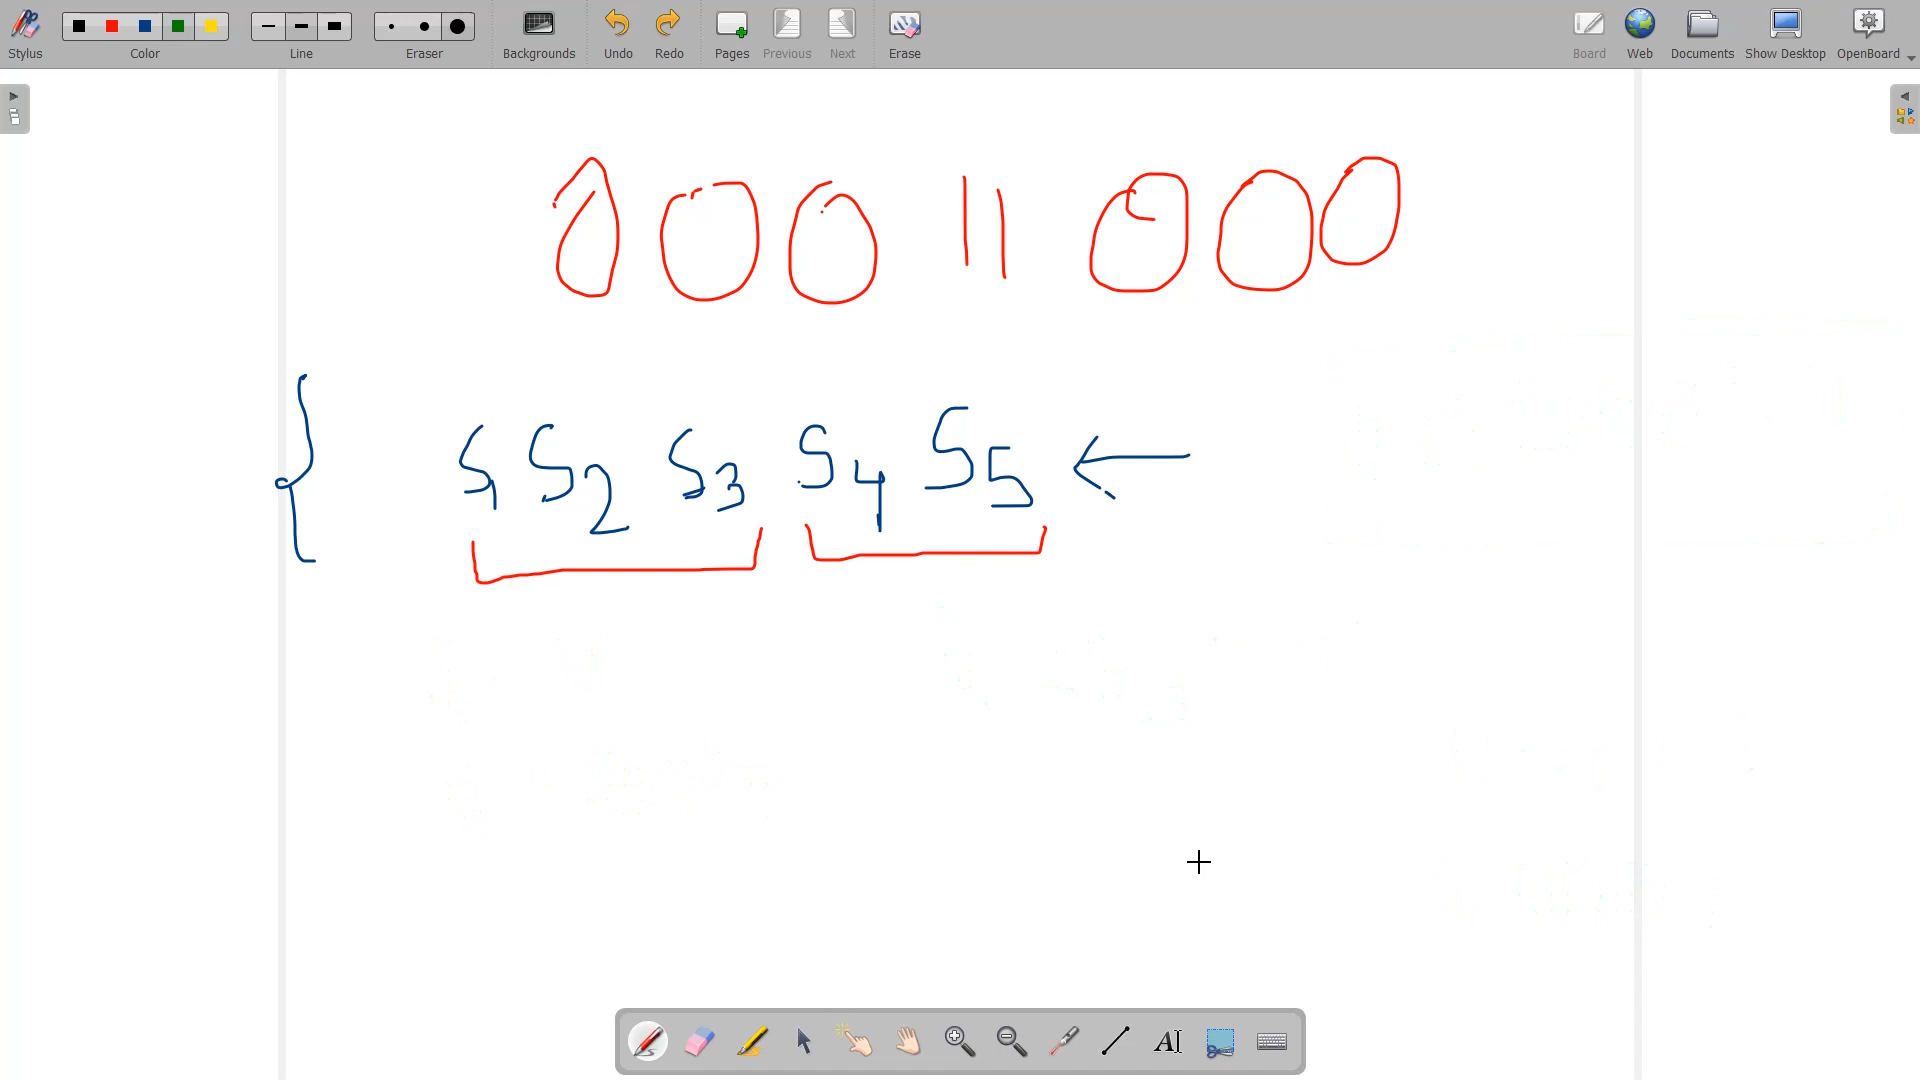 Stylus Color Line Eraser Backgrounds Undo Redo Pages Previous Next Erase Board Web Documents Show Desktop OpenBoard
000 11 000
{ S1 S2 S3 S4 S5 ←
A